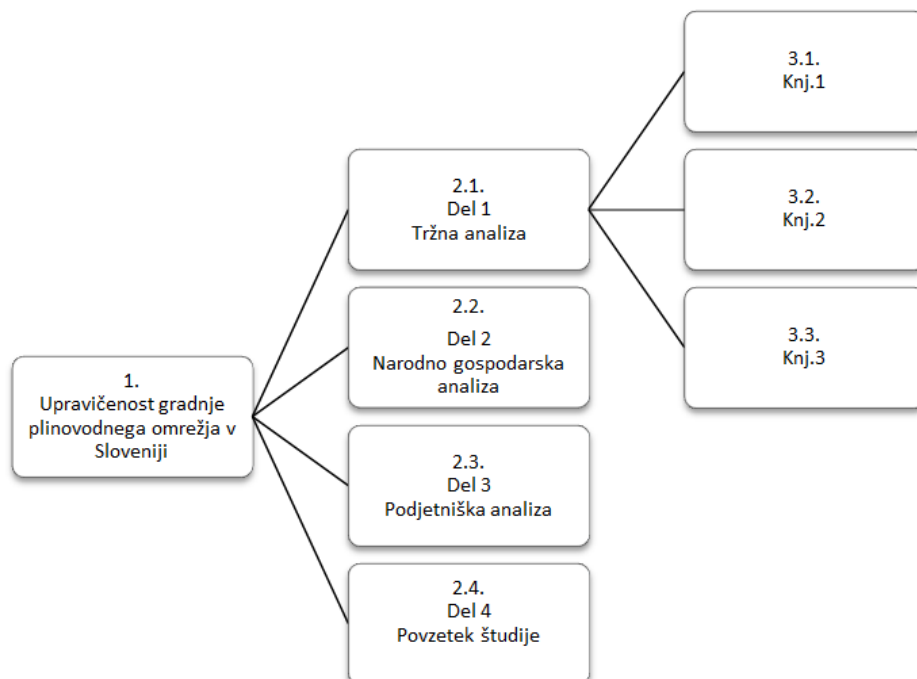 1.
Upravičenost gradnje
plinovodnega omrežja v
Sloveniji
2.1.
Del 1
Tržna analiza
2.2.
Del 2
Narodno gospodarska
analiza
2.3.
Del 3
Podjetniška analiza
2.4.
Del 4
Povzetek študije
3.1.
Knj.1
3.2.
Knj.2
3.3.
Knj.3